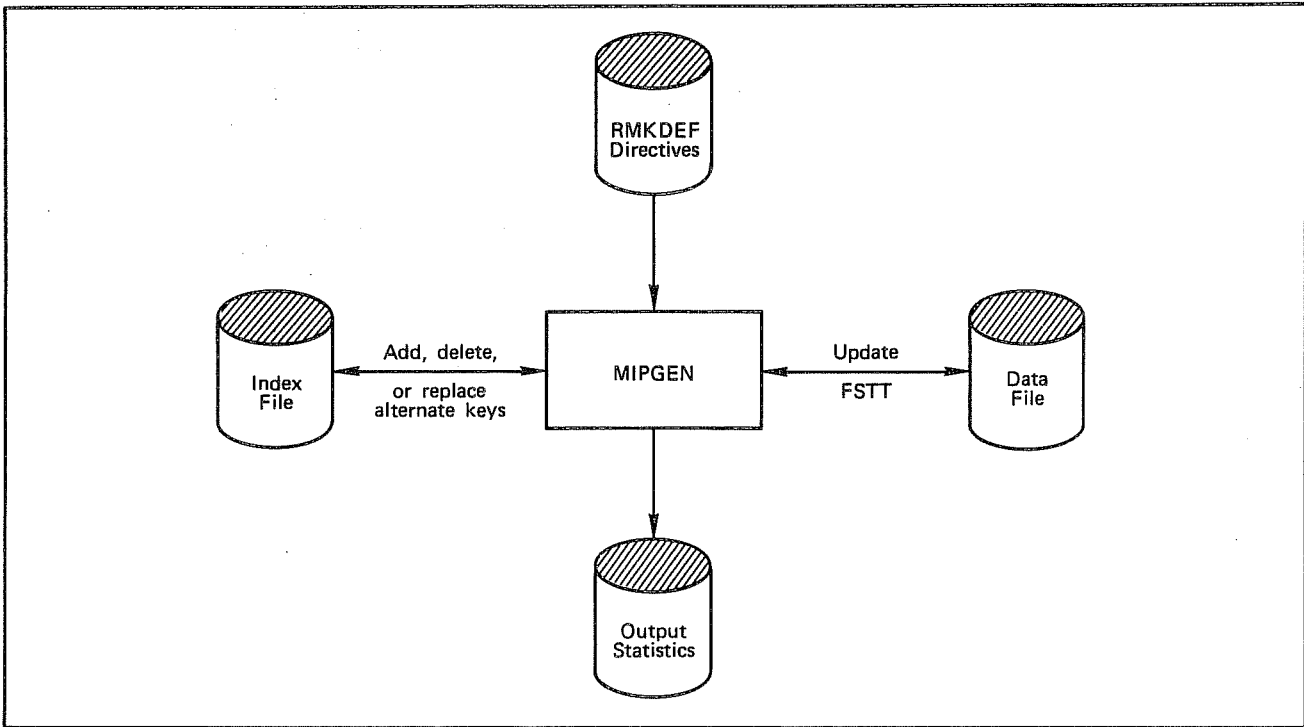 RMKDEF
Directives
Index
File
Add, delete,
or replace
alternate keys
MIPGEN
Update
FSTT
Data
File
Output
Statistics